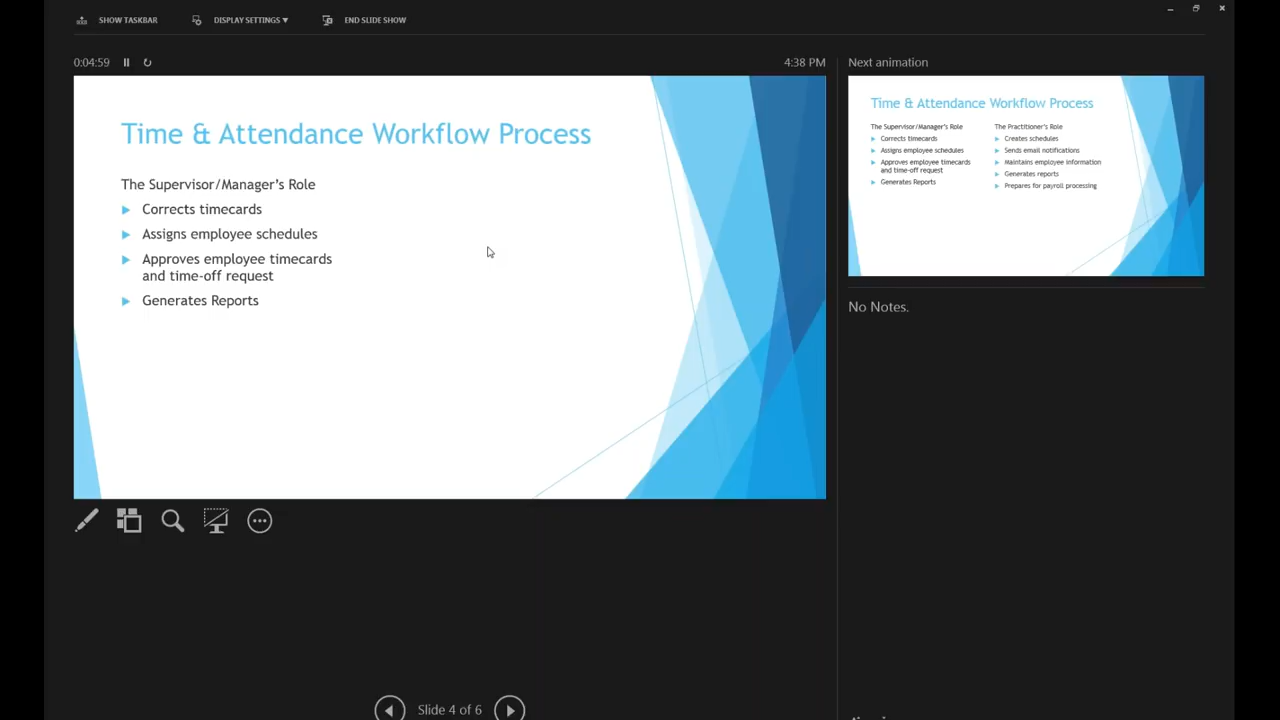 SHOW TASKBAR
DISPLAY SETTINGS ▼
END SLIDE SHOW
0:04:59
4:38 PM
Time & Attendance Workflow Process
The Supervisor/Manager's Role
Corrects timecards
Assigns employee schedules
Approves employee timecards
and time-off request
Generates Reports
Slide 4 of 6
Next animation
Time & Attendance Workflow Process
The Supervisor/Manager's Role
Corrects timecards
Assigns employee schedules
Approves employee timecards
and time-off request
Generates Reports
The Practitioner's Role
Creates schedules
Sends email notifications
Maintains employee information
Generates reports
Prepares for payroll processing
No Notes.